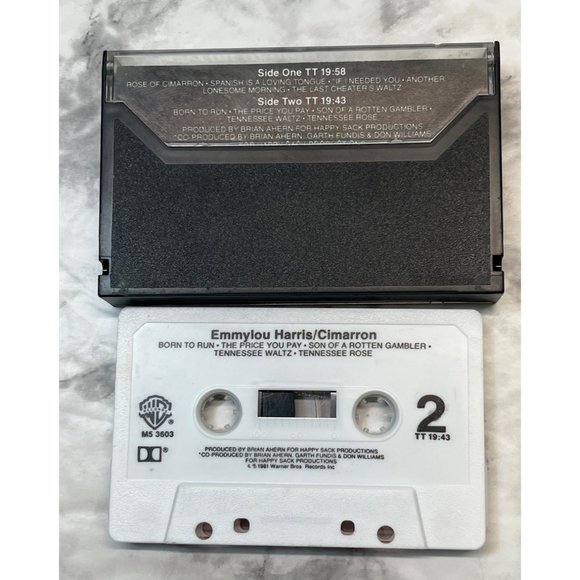 Side One TT 19:58
ROSE OF CIMARRON • SPANISH IS A LOVING TONGUE • *IF I NEEDED YOU • ANOTHER
LONESOME MORNING • THE LAST CHEATER'S WALTZ
Side Two TT 19:43
BORN TO RUN • THE PRICE YOU PAY • SON OF A ROTTEN GAMBLER •
TENNESSEE WALTZ • TENNESSEE ROSE
PRODUCED BY BRIAN AHERN FOR HAPPY SACK PRODUCTIONS
*CO-PRODUCED BY BRIAN AHERN, GARTH FUNDIS & DON WILLIAMS
Emmylou Harris/Cimarron
BORN TO RUN • THE PRICE YOU PAY • SON OF A ROTTEN GAMBLER •
TENNESSEE WALTZ • TENNESSEE ROSE
WB
®
M5 3603
2
TT 19:43
®
PRODUCED BY BRIAN AHERN FOR HAPPY SACK PRODUCTIONS
*CO-PRODUCED BY BRIAN AHERN, GARTH FUNDIS & DON WILLIAMS
FOR HAPPY SACK PRODUCTIONS
1981 Warner Bros. Records Inc.